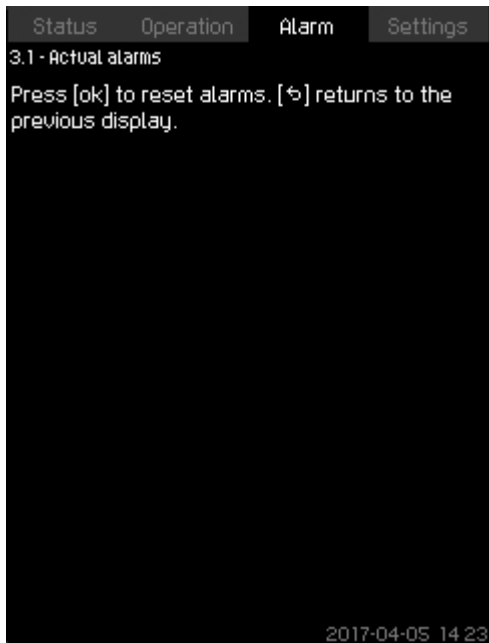 Status Operation Alarm Settings
3.1 - Actual alarms
Press [ok] to reset alarms. [↰] returns to the
previous display.
2017-04-05 14:23